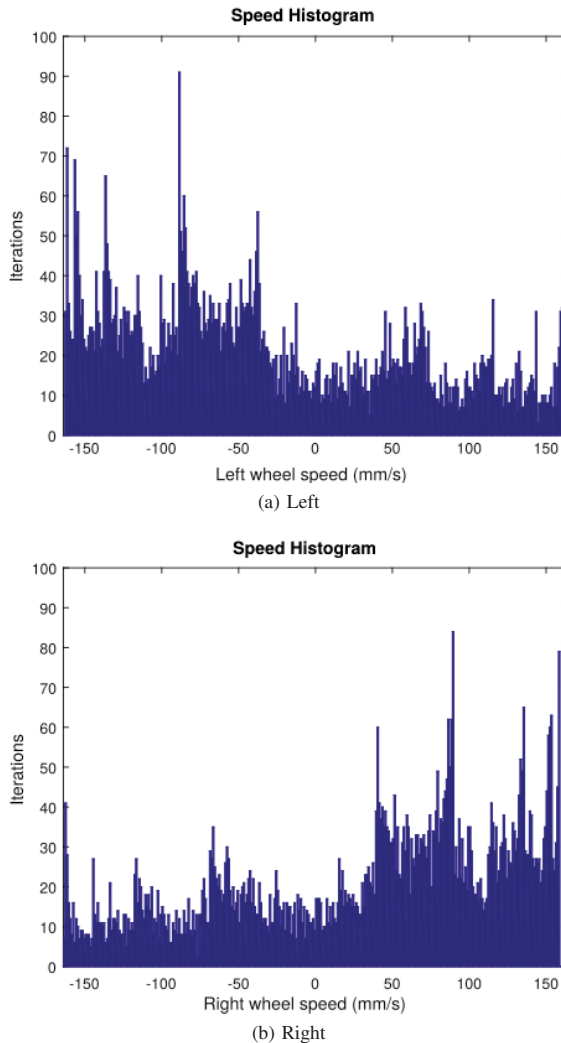 Speed Histogram
100
90
80
70
60
50
40
30
20
10
0
Iterations
-150 -100 -50 0 50 100 150
Left wheel speed (mm/s)
(a) Left
Speed Histogram
100
90
80
70
60
50
40
30
20
10
0
Iterations
-150 -100 -50 0 50 100 150
Right wheel speed (mm/s)
(b) Right